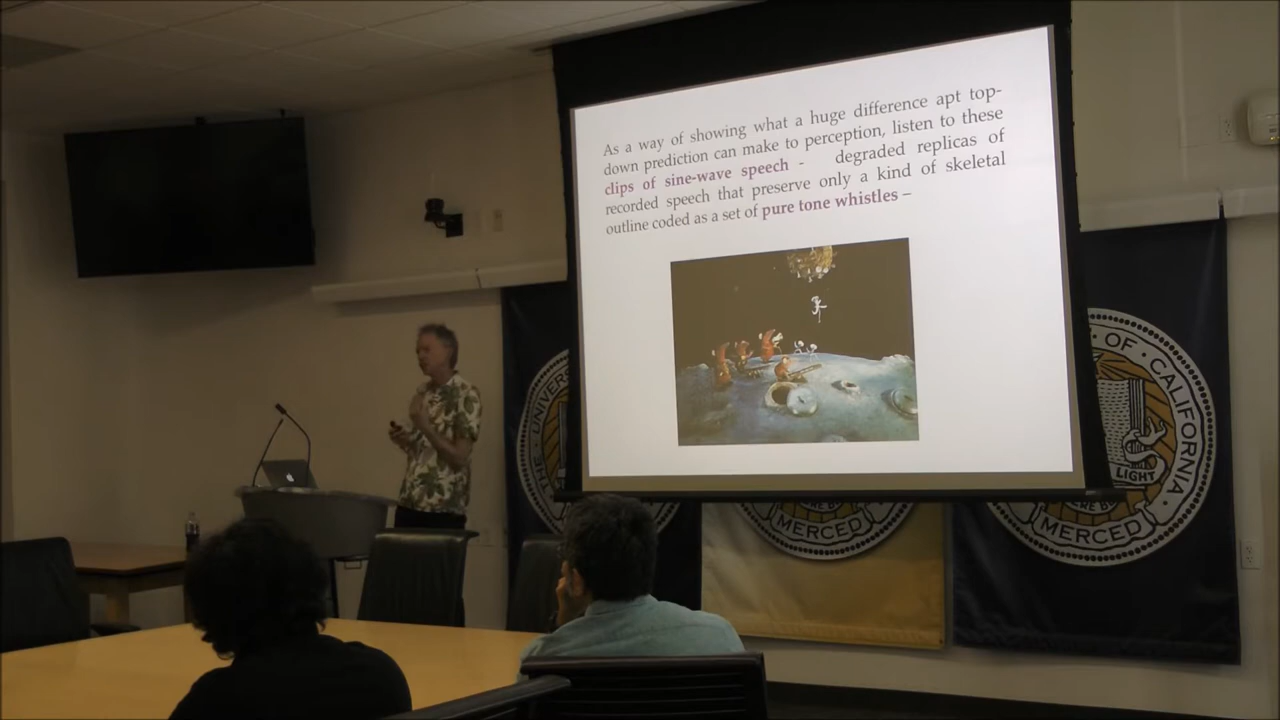 As a way of showing what a huge difference apt top-
down prediction can make to perception, listen to these
clips of sine-wave speech - degraded replicas of
recorded speech that preserve only a kind of skeletal
outline coded as a set of pure tone whistles –
THE UNIVERS
MERCED
OF CALIFORNIA
LIGHT
MERCED